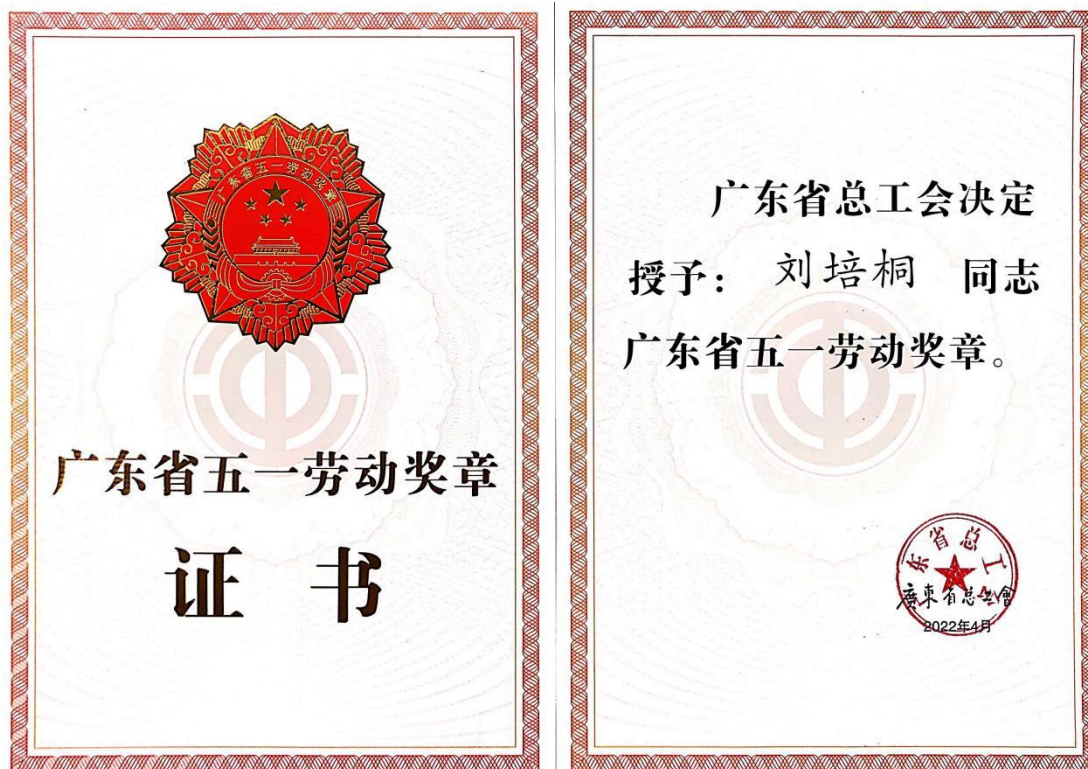 广东省五一劳动奖章
广东省五一劳动奖章
证 书
广东省总工会决定
授予： 刘培桐 同志
广东省五一劳动奖章。
广东省总工会
廣東省总工會
2022年4月